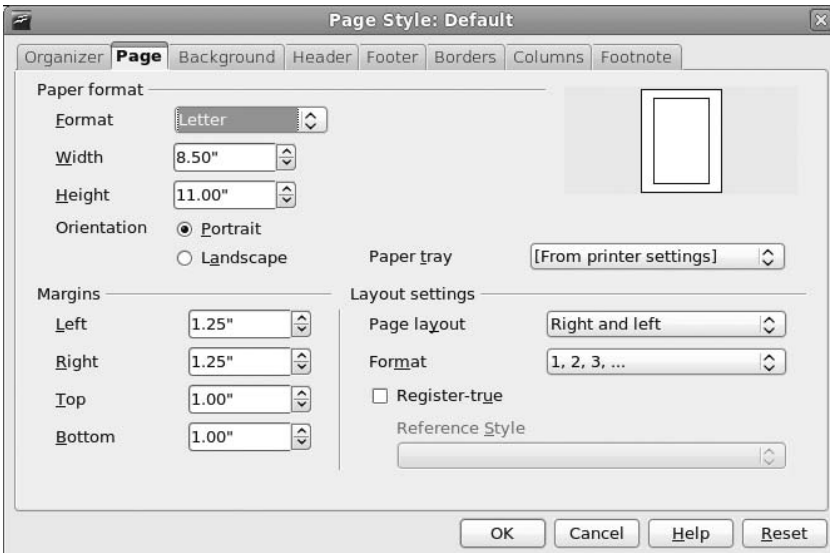 Page Style: Default
Organizer Page Background Header Footer Borders Columns Footnote
Paper format
Format Letter
Width 8.50"
Height 11.00"
Orientation Portrait
Landscape
Paper tray [From printer settings]
Margins
Left 1.25"
Right 1.25"
Top 1.00"
Bottom 1.00"
Layout settings
Page layout Right and left
Format 1, 2, 3, ...
Register-true
Reference Style
OK Cancel Help Reset